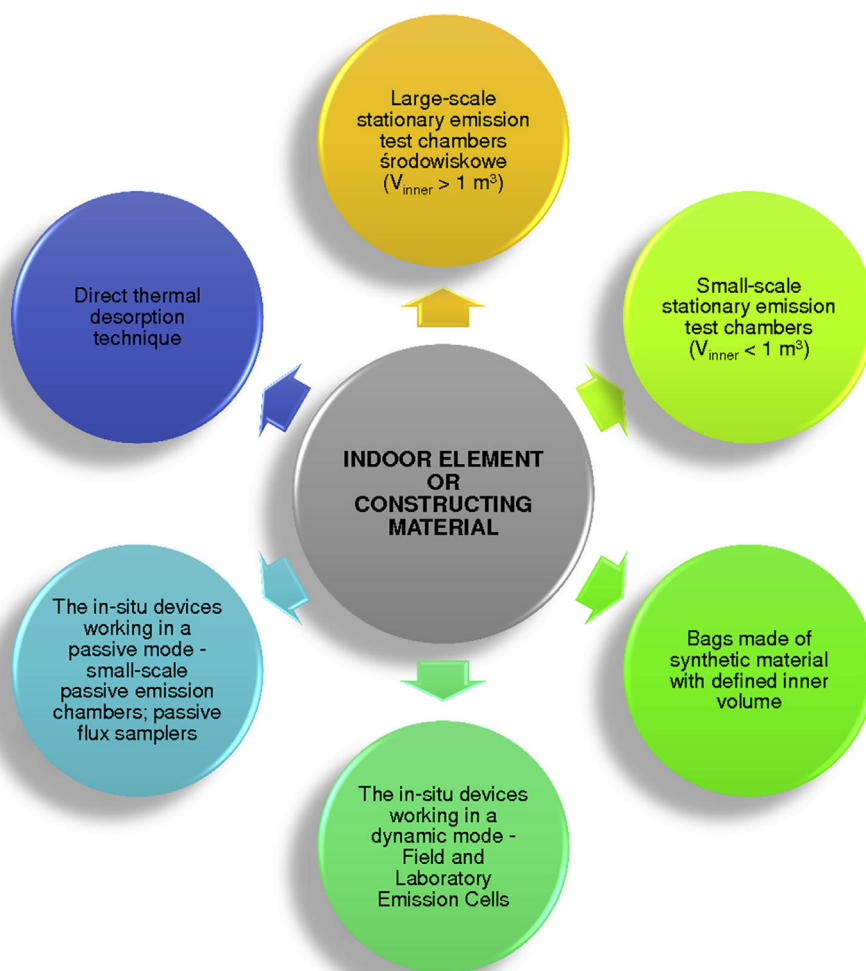 Large-scale
stationary emission
test chambers
środowiskowe
(V_inner > 1 m³)
Small-scale
stationary emission
test chambers
(V_inner < 1 m³)
Direct thermal
desorption
technique
INDOOR ELEMENT
OR
CONSTRUCTING
MATERIAL
The in-situ devices
working in a
passive mode -
small-scale
passive emission
chambers; passive
flux samplers
Bags made of
synthetic material
with defined inner
volume
The in-situ devices
working in a
dynamic mode -
Field and
Laboratory
Emission Cells